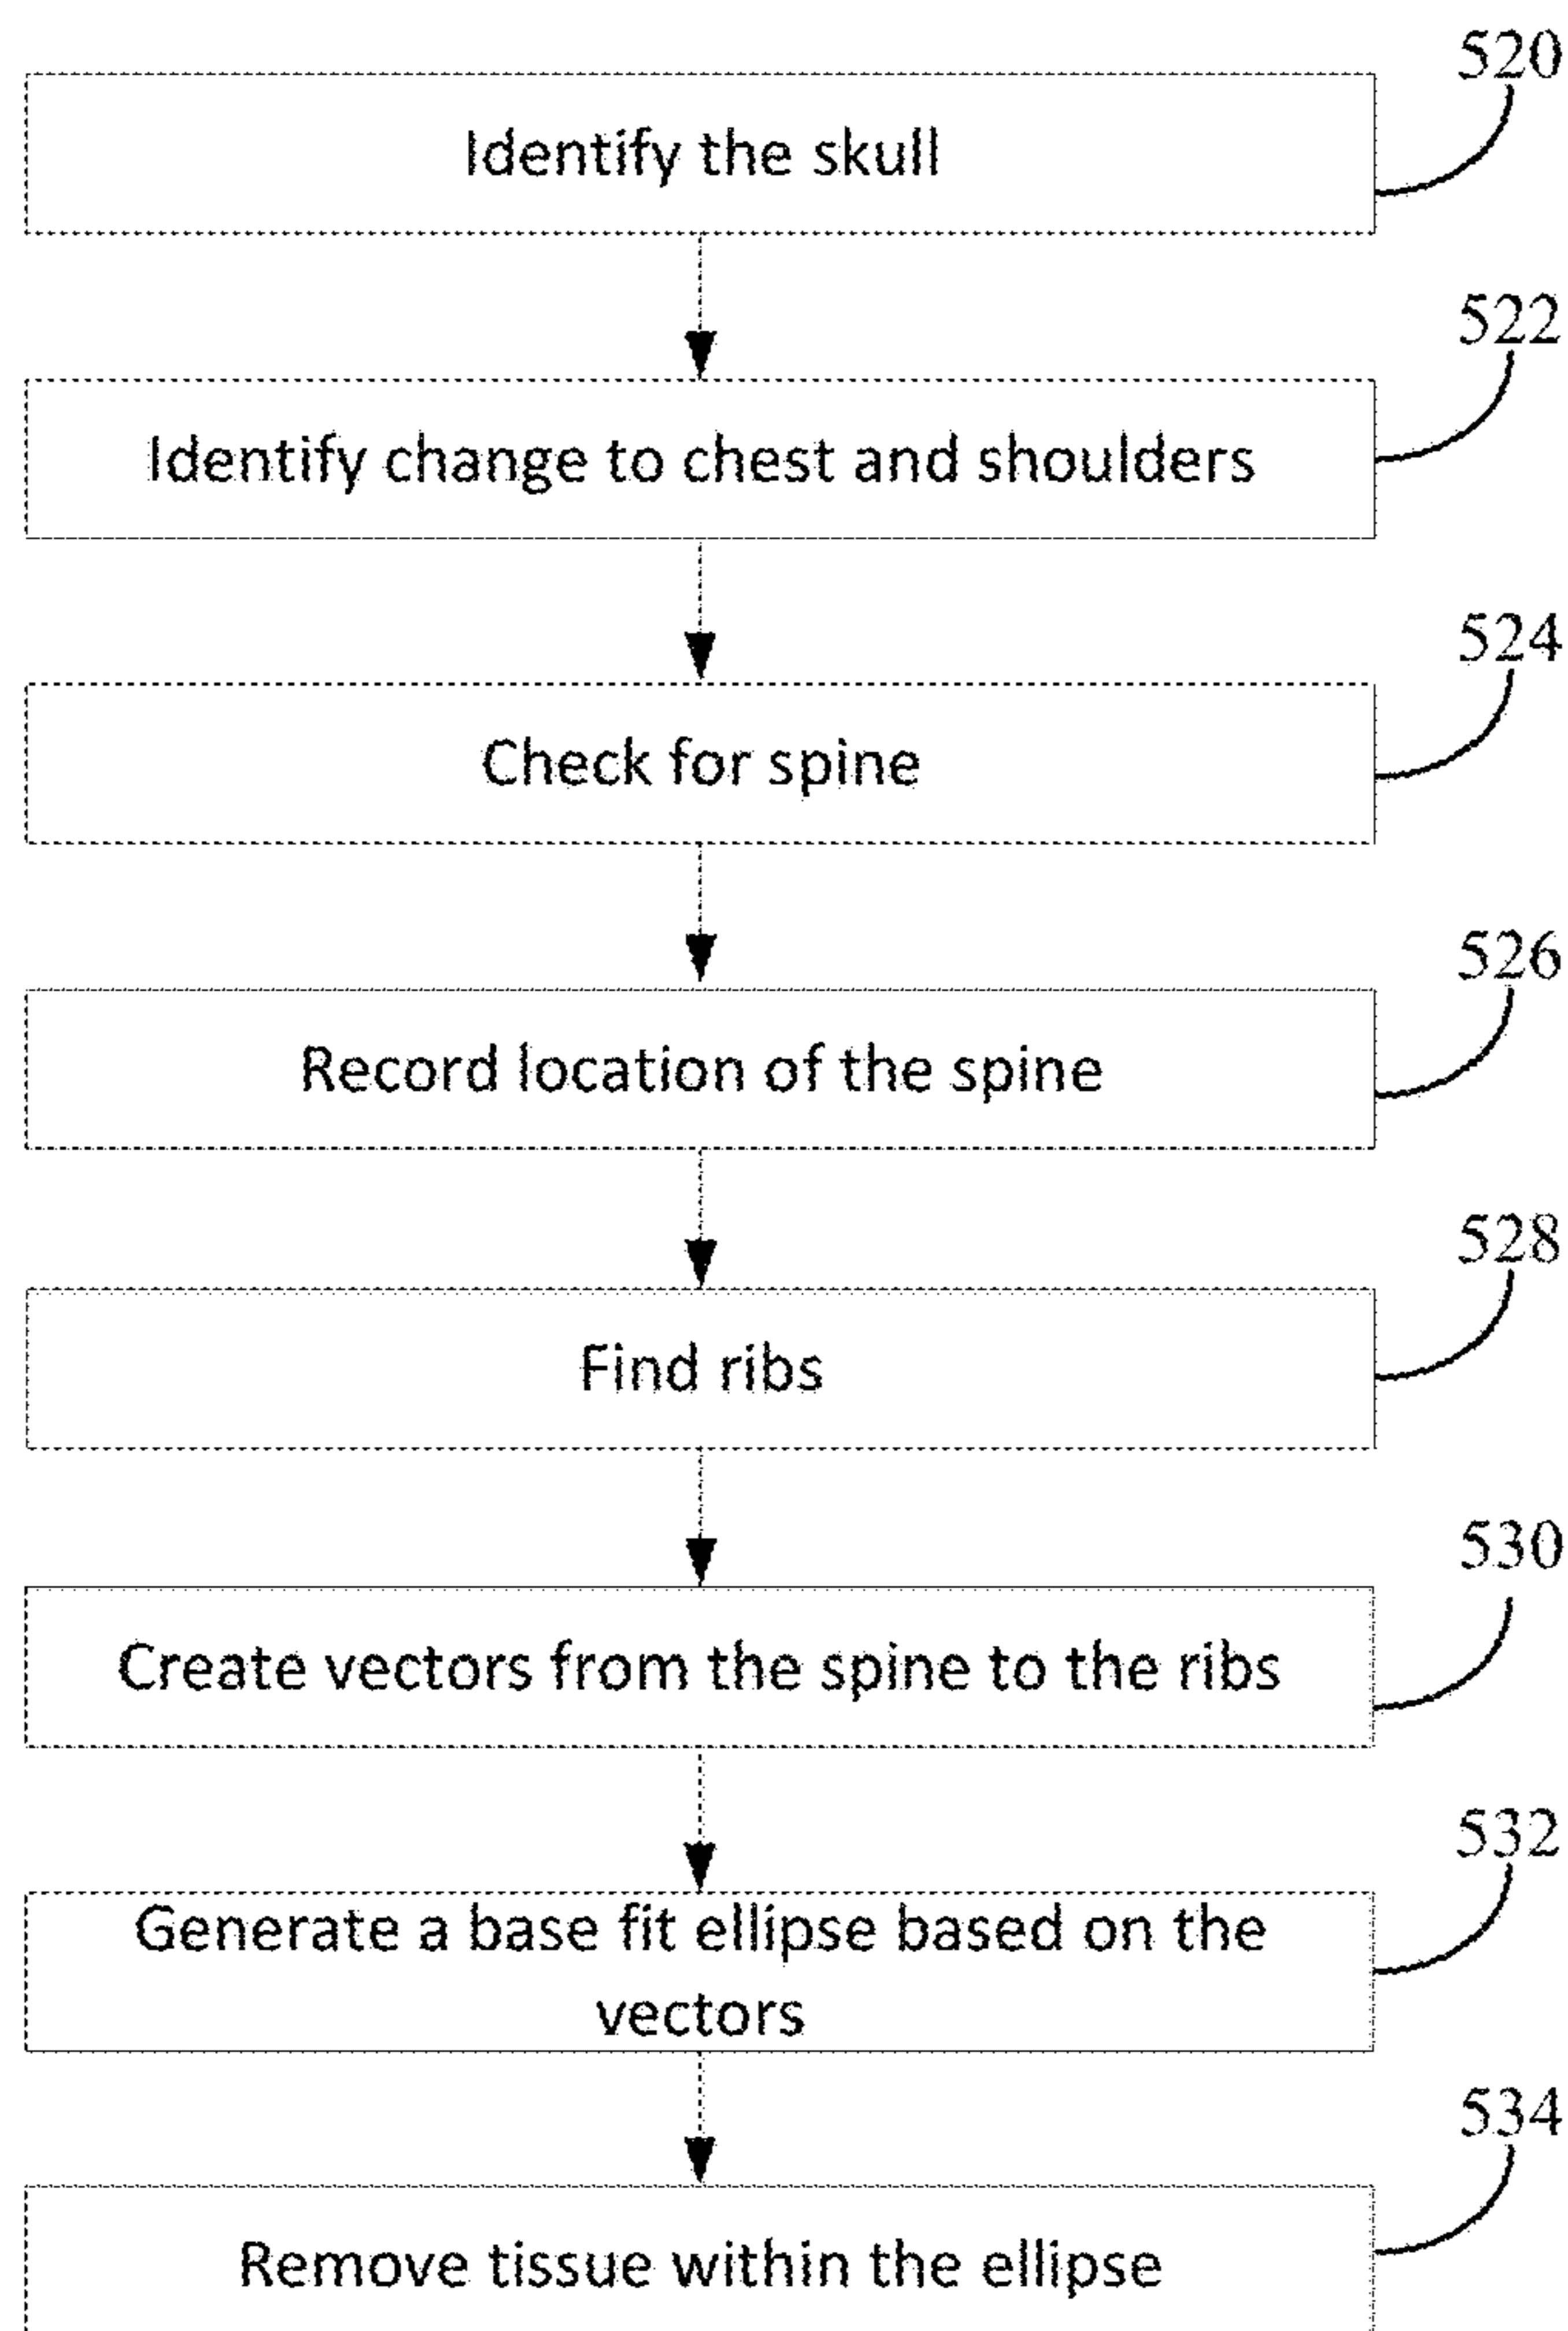 520
Identify the skull
522
Identify change to chest and shoulders
524
Check for spine
526
Record location of the spine
528
Find ribs
530
Create vectors from the spine to the ribs
532
Generate a base fit ellipse based on the
vectors
534
Remove tissue within the ellipse